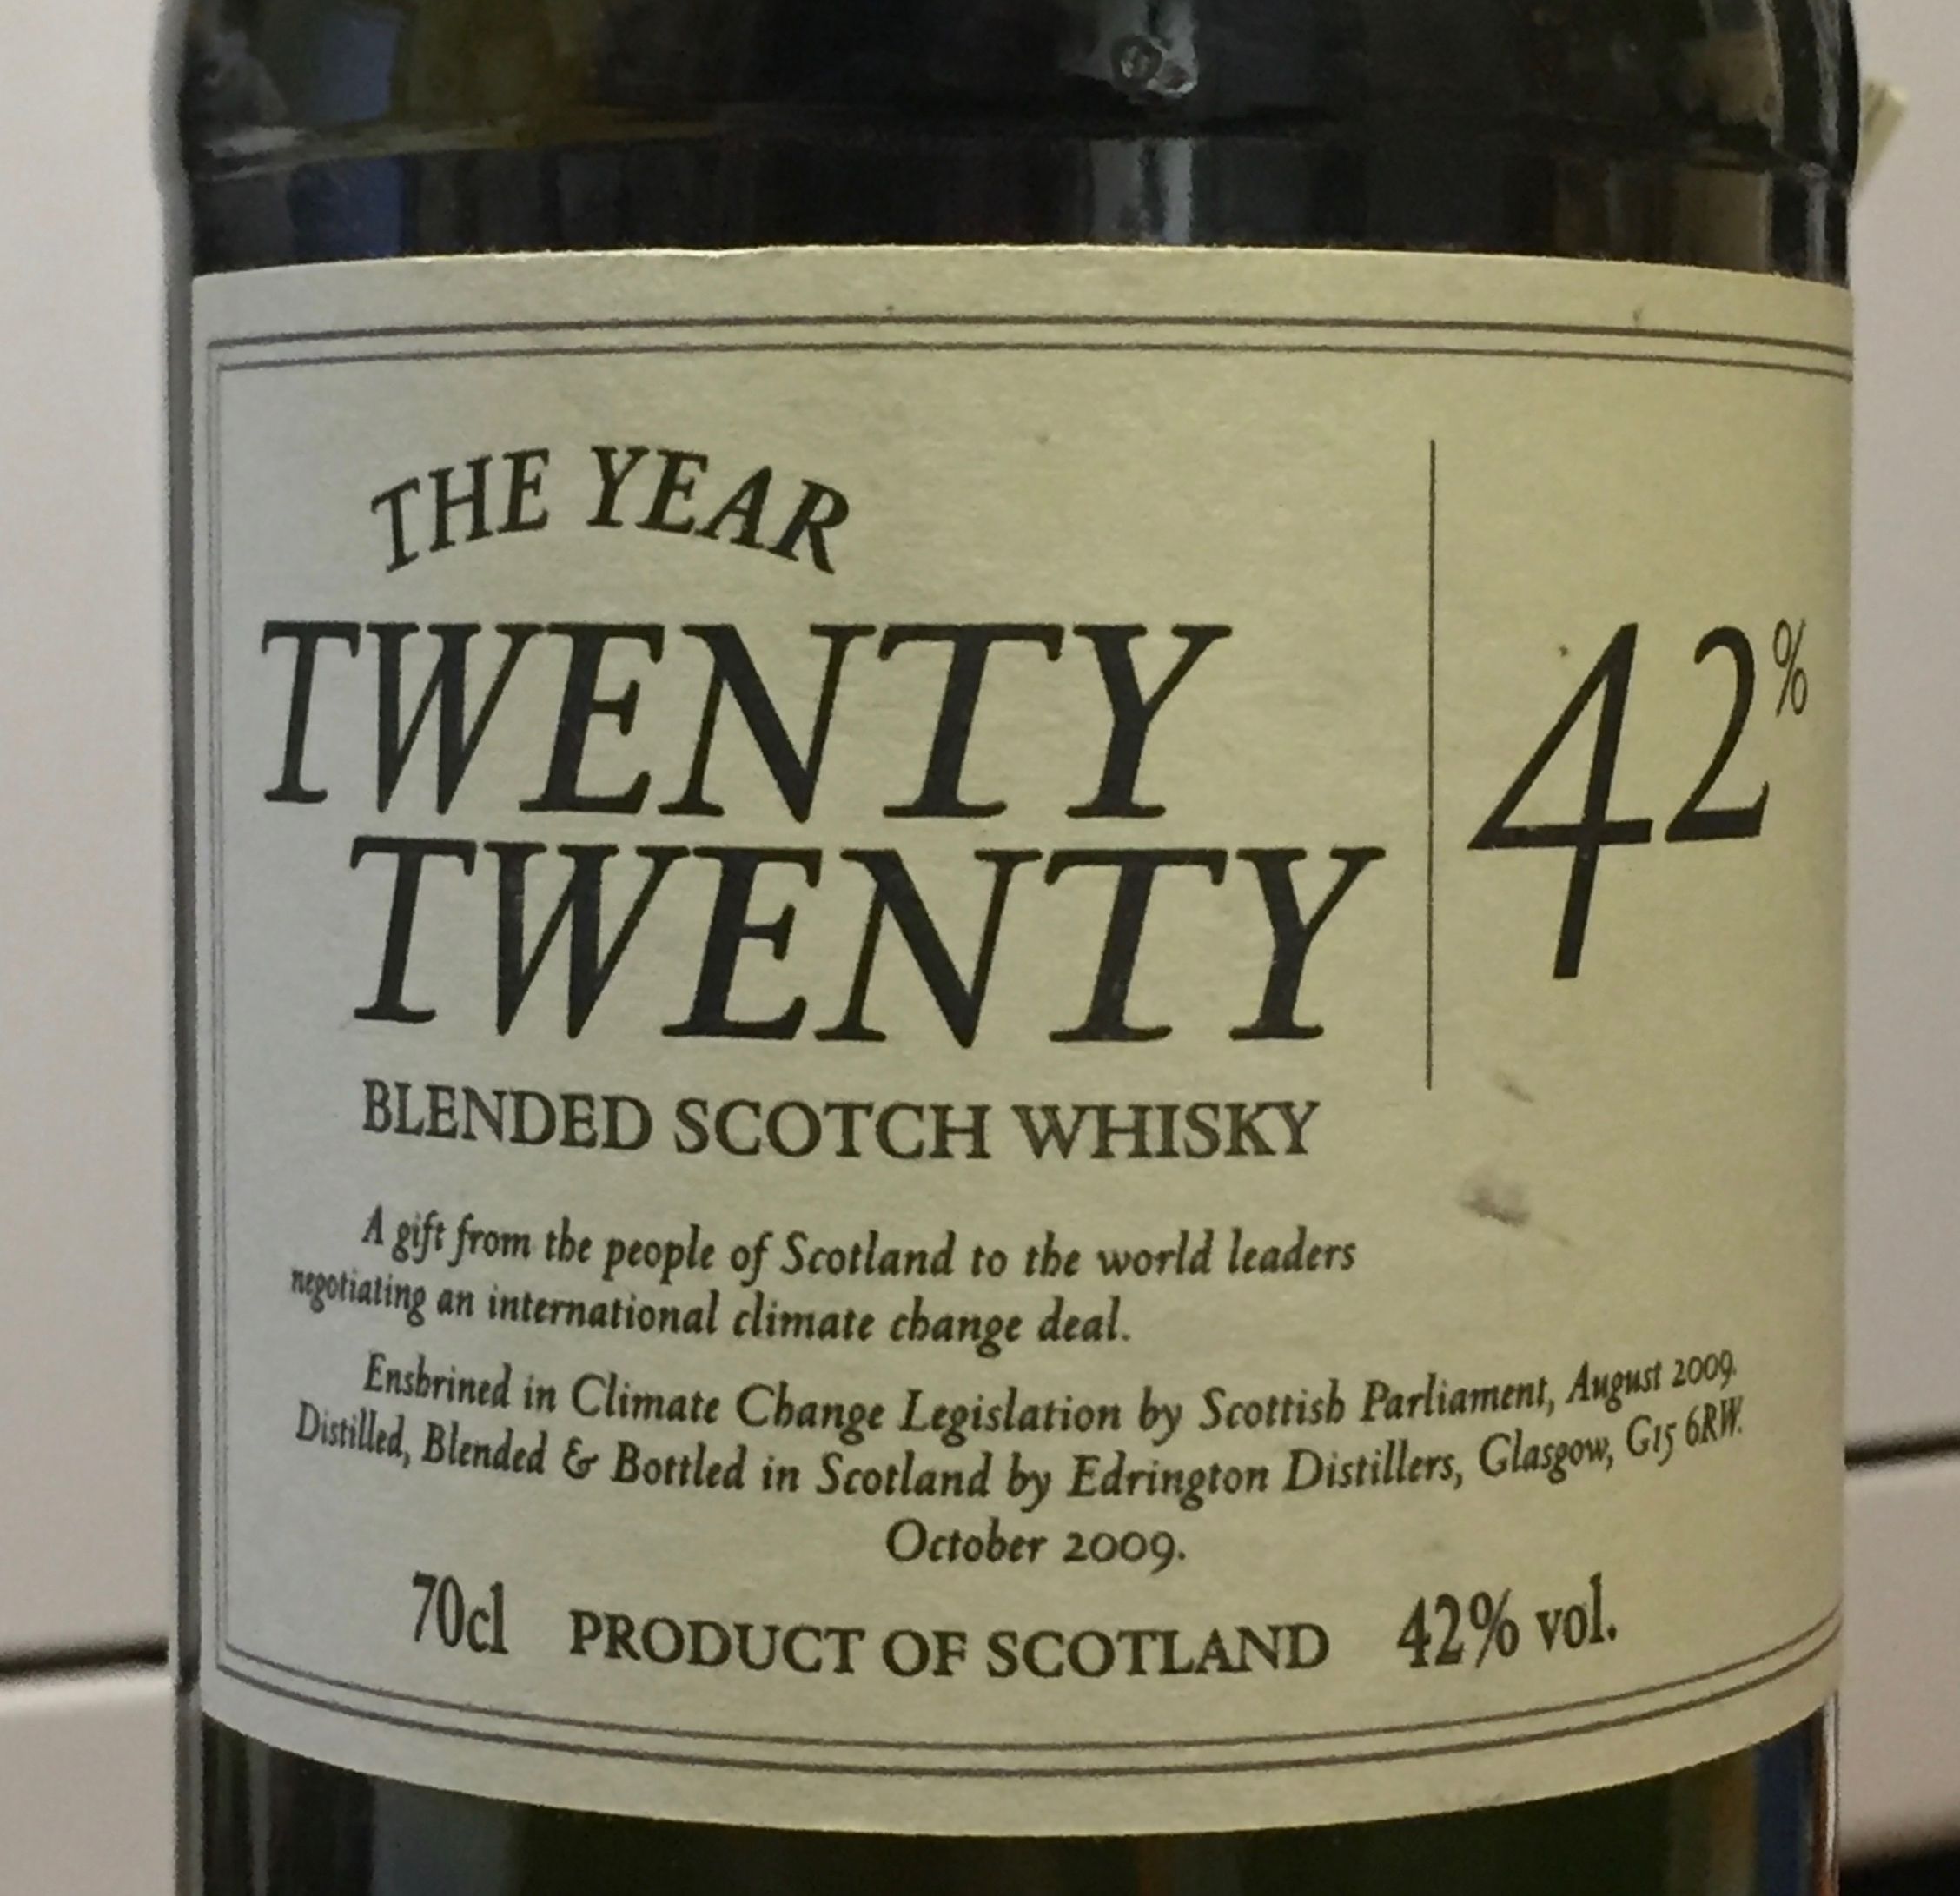 THE YEAR
TWENTY
TWENTY
42%
BLENDED SCOTCH WHISKY
A gift from the people of Scotland to the world leaders
negotiating an international climate change deal.
Enshrined in Climate Change Legislation by Scottish Parliament, August 2009.
Distilled, Blended & Bottled in Scotland by Edrington Distillers, Glasgow, G15 6RW.
October 2009.
70cl PRODUCT OF SCOTLAND 42% vol.